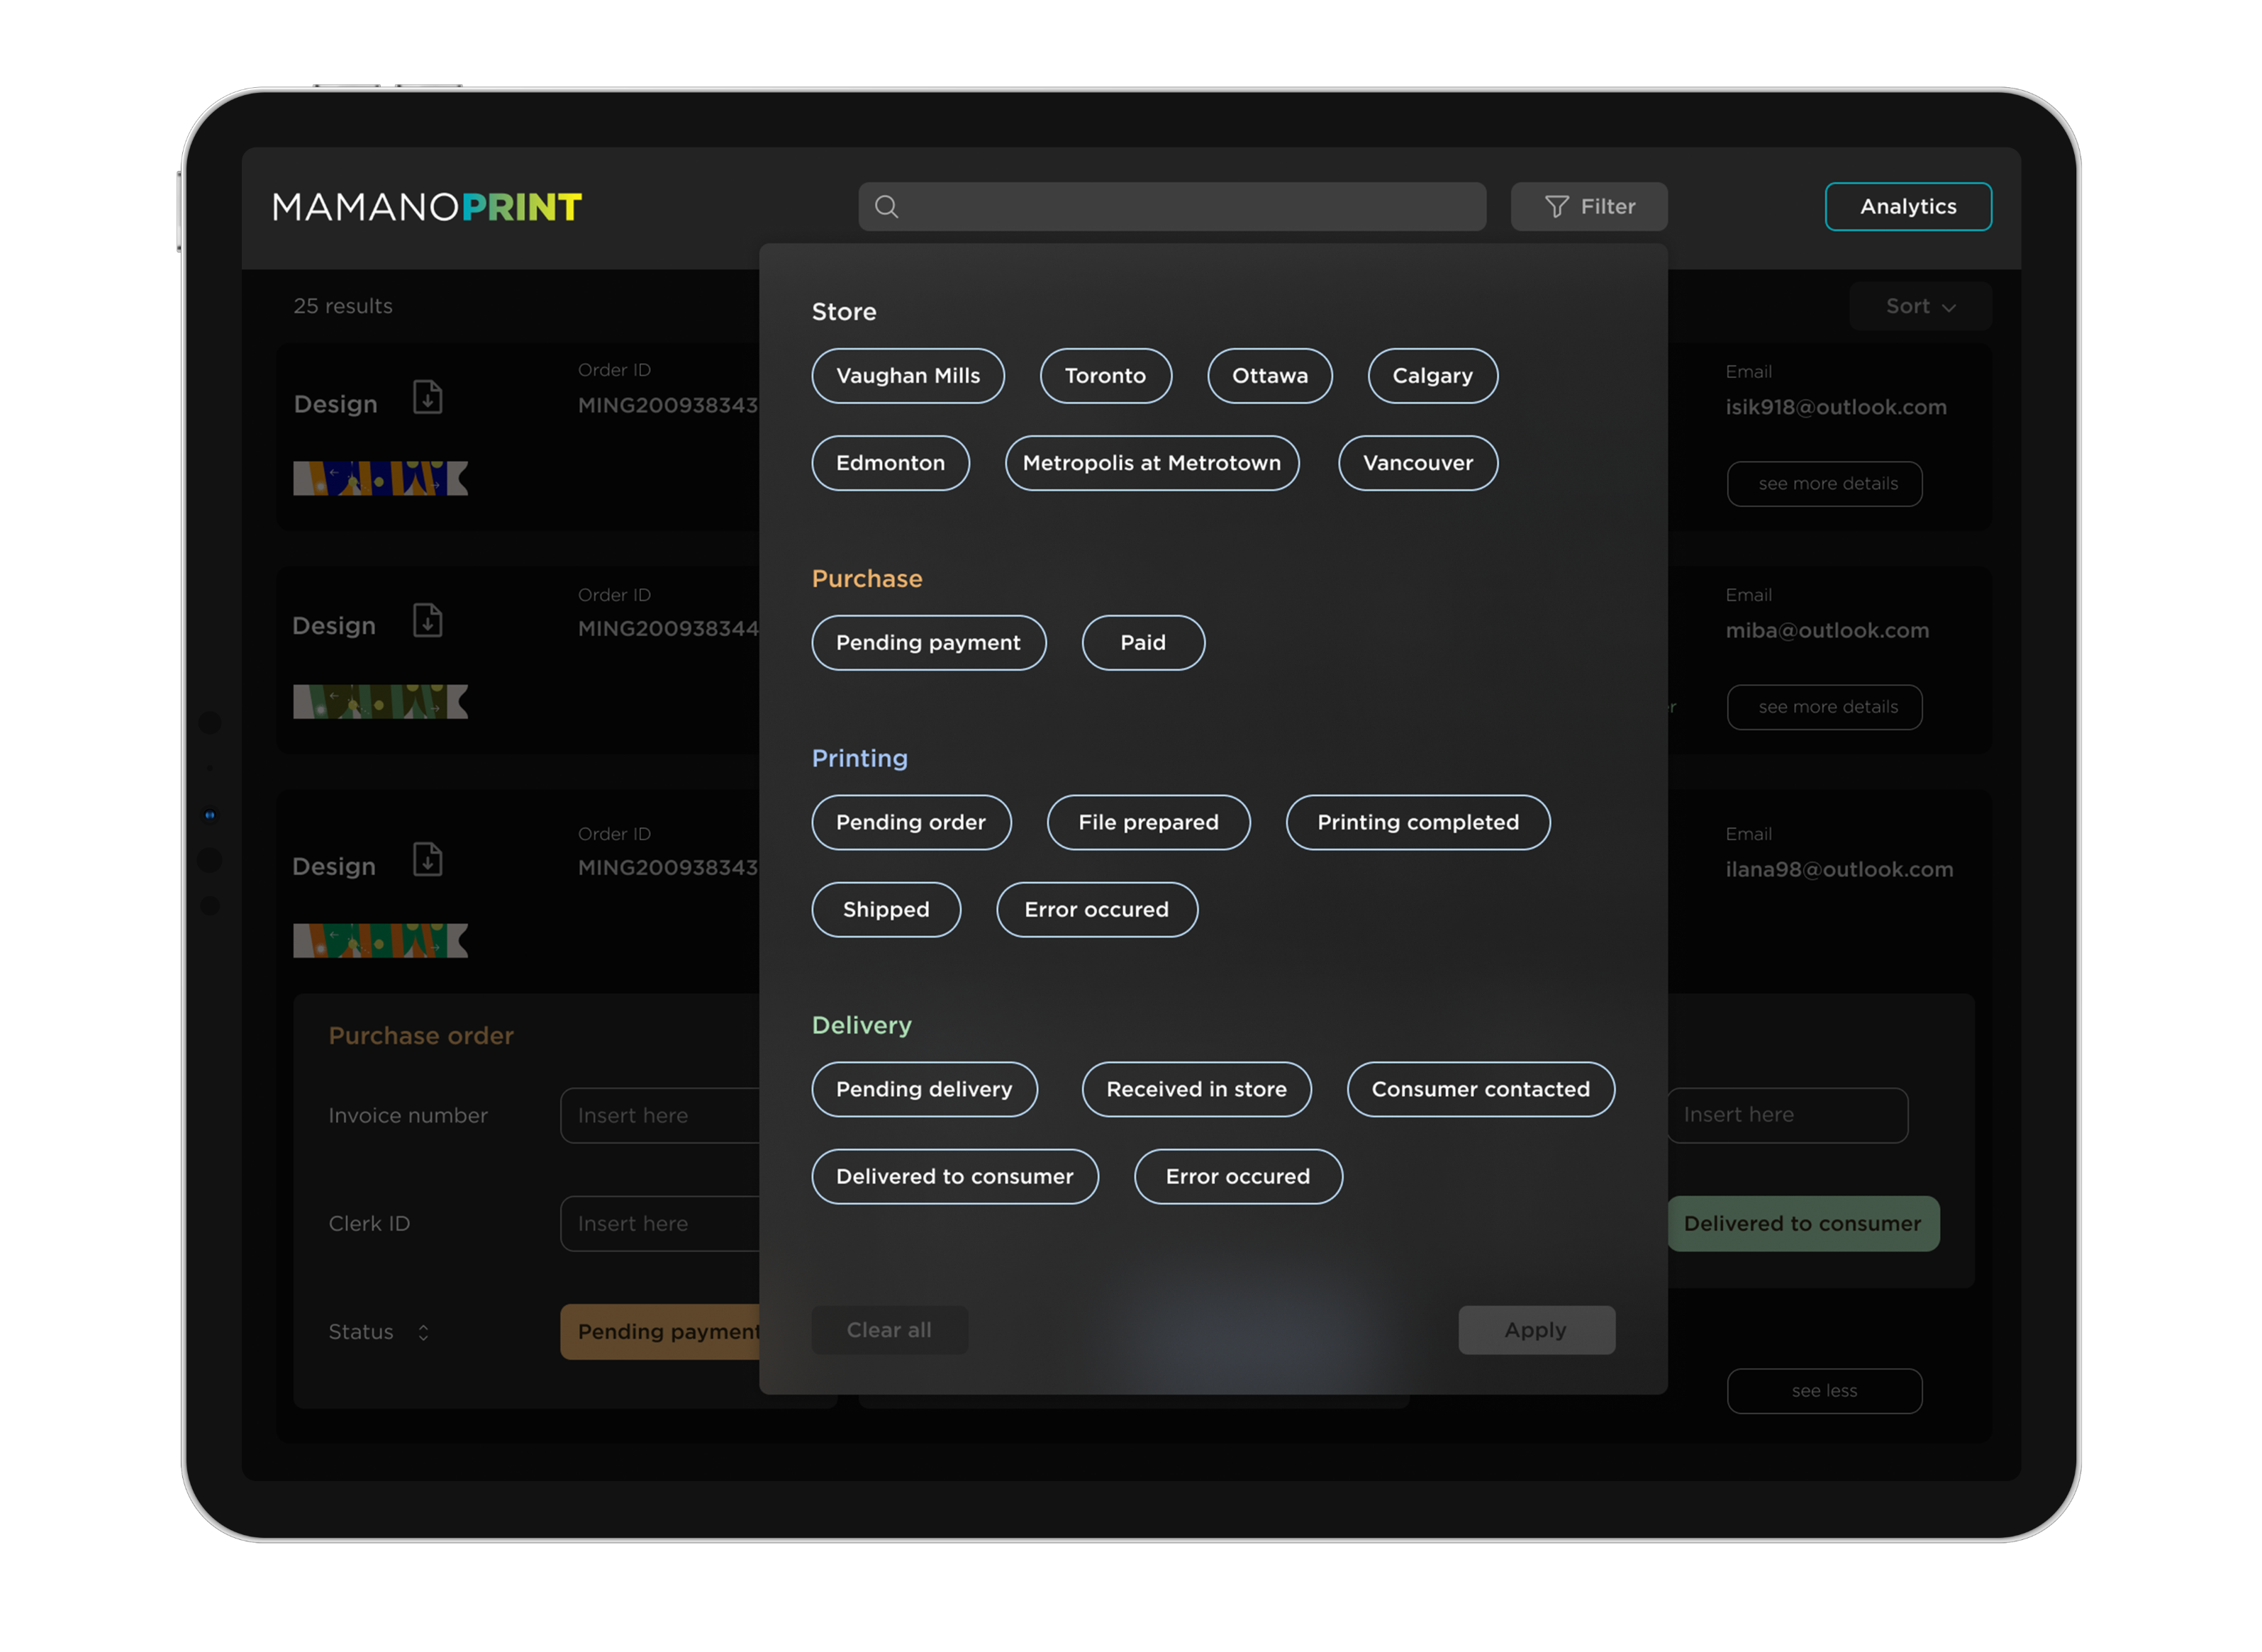 MAMANOPRINT
Filter
Analytics
25 results
Sort
Design
Order ID
MING200938343
Email
isik918@outlook.com
see more details
Design
Order ID
MING200938344
Email
miba@outlook.com
r
see more details
Design
Order ID
MING200938343
Email
ilana98@outlook.com
Purchase order
Invoice number
Insert here
Clerk ID
Insert here
Status
Pending payment
Store
Vaughan Mills
Toronto
Ottawa
Calgary
Edmonton
Metropolis at Metrotown
Vancouver
Purchase
Pending payment
Paid
Printing
Pending order
File prepared
Printing completed
Shipped
Error occured
Delivery
Pending delivery
Received in store
Consumer contacted
Delivered to consumer
Error occured
Clear all
Apply
Insert here
Delivered to consumer
see less